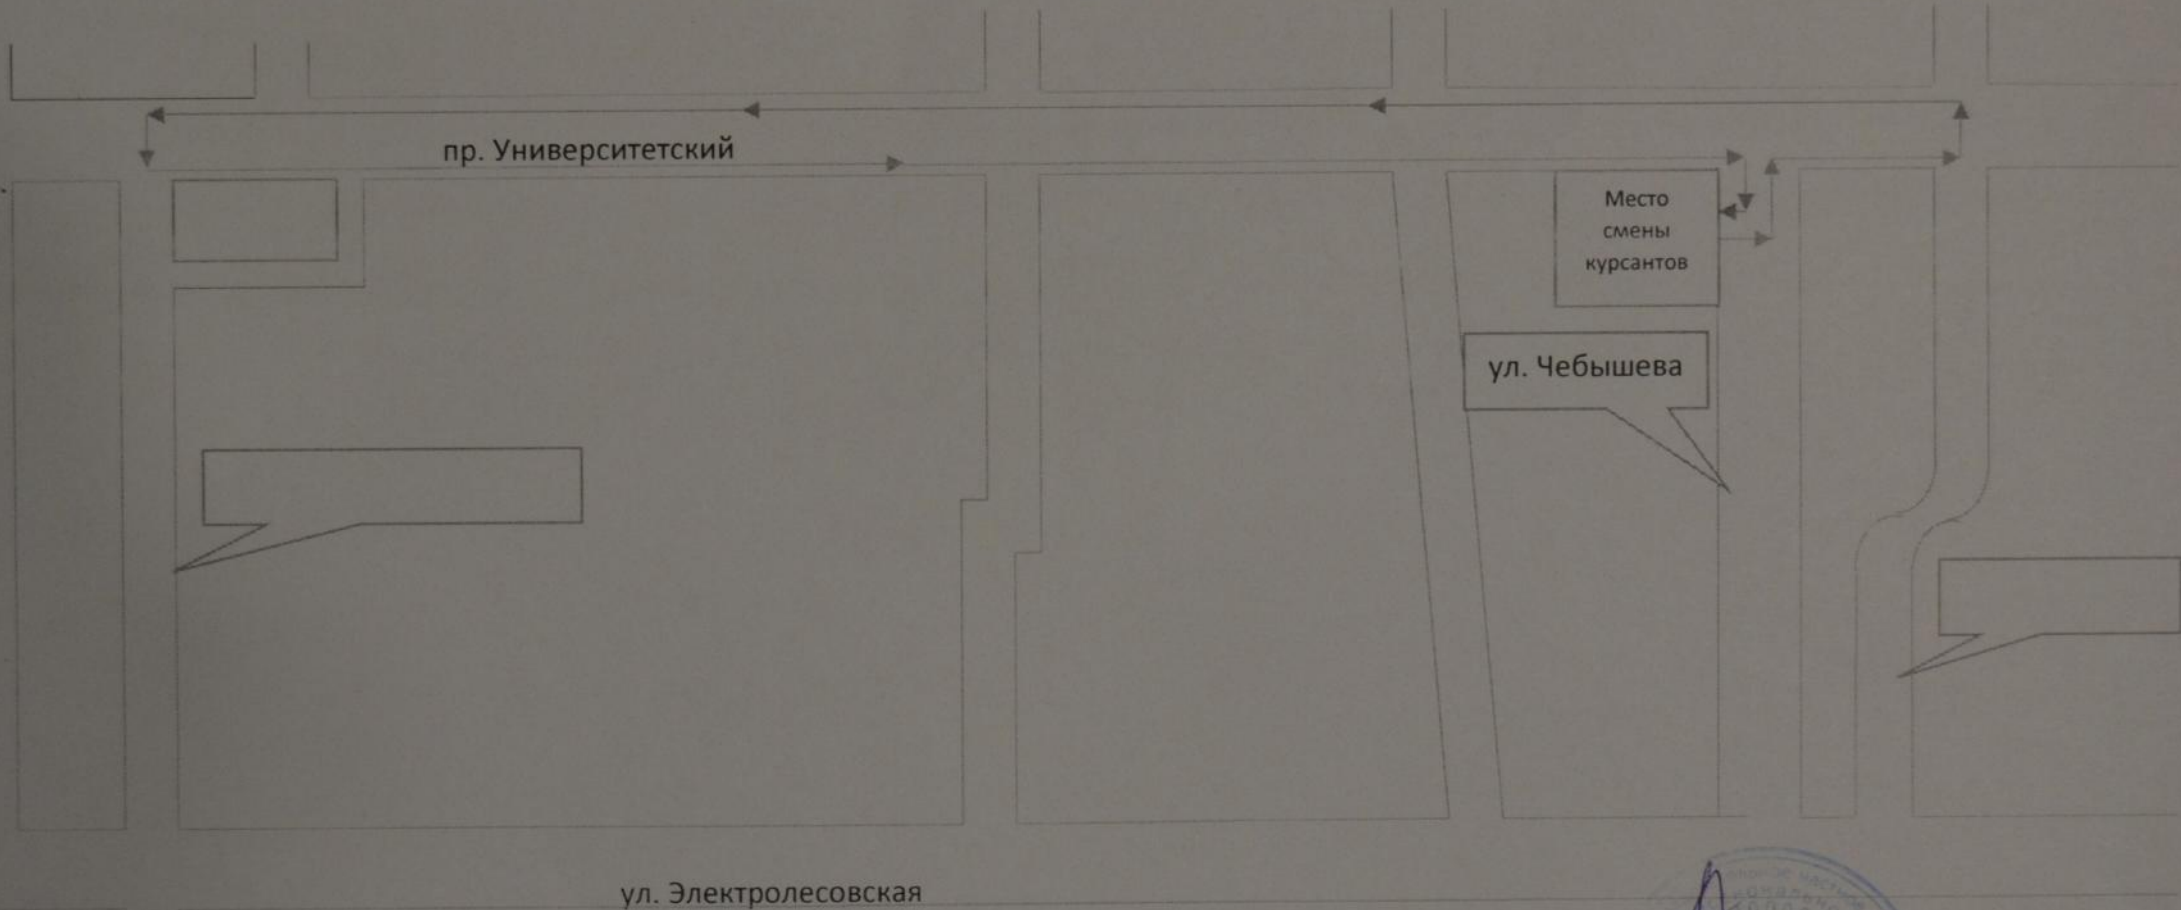 пр. Университетский
Место
смены
курсантов
ул. Чебышева
ул. Электролесовская